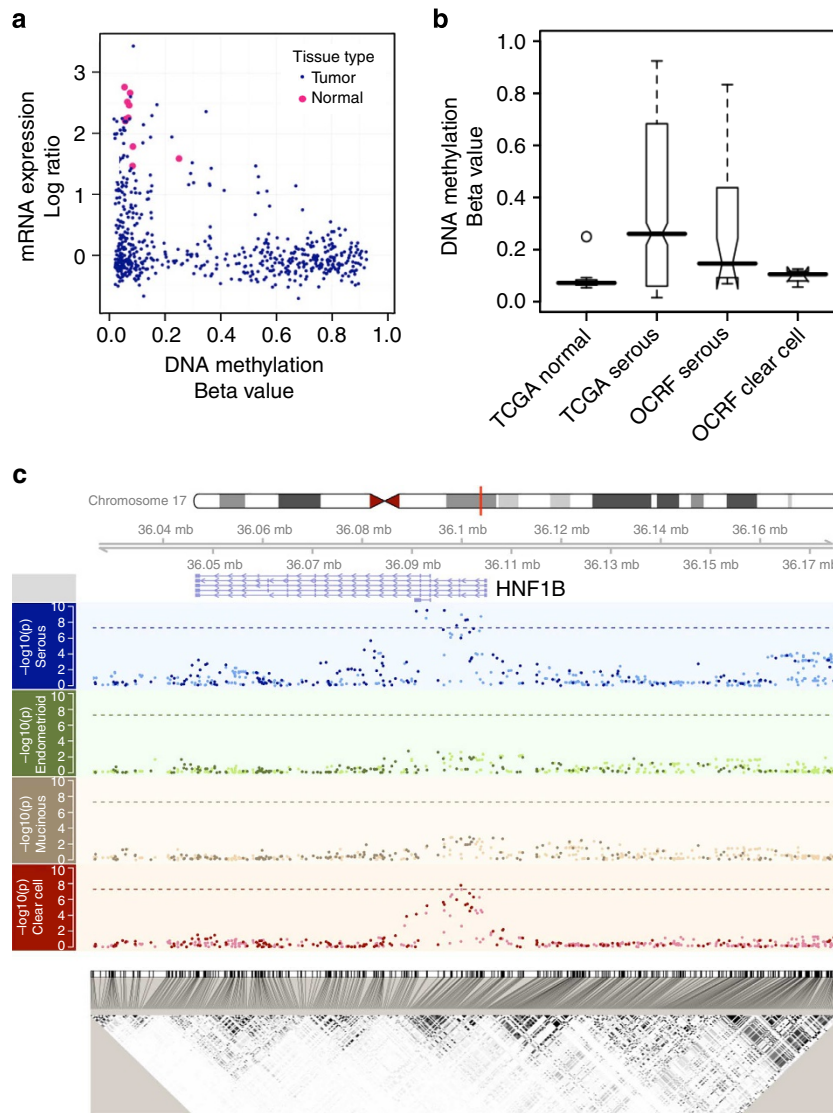 a
mRNA expression
Log ratio
3
2
1
0
Tissue type
Tumor
Normal
0.0 0.2 0.4 0.6 0.8 1.0
DNA methylation
Beta value
b
DNA methylation
Beta value
1.0
0.8
0.6
0.4
0.2
0.0
TCGA normal
TCGA serous
OCRF serous
OCRF clear cell
c
Chromosome 17
36.04 mb 36.06 mb 36.08 mb 36.1 mb 36.12 mb 36.14 mb 36.16 mb
36.05 mb 36.07 mb 36.09 mb 36.11 mb 36.13 mb 36.15 mb 36.17 mb
HNF1B
−log10(p)
Serous
10
8
6
4
2
0
−log10(p)
Endometrioid
10
8
6
4
2
0
−log10(p)
Mucinous
10
8
6
4
2
0
−log10(p)
Clear cell
10
8
6
4
2
0